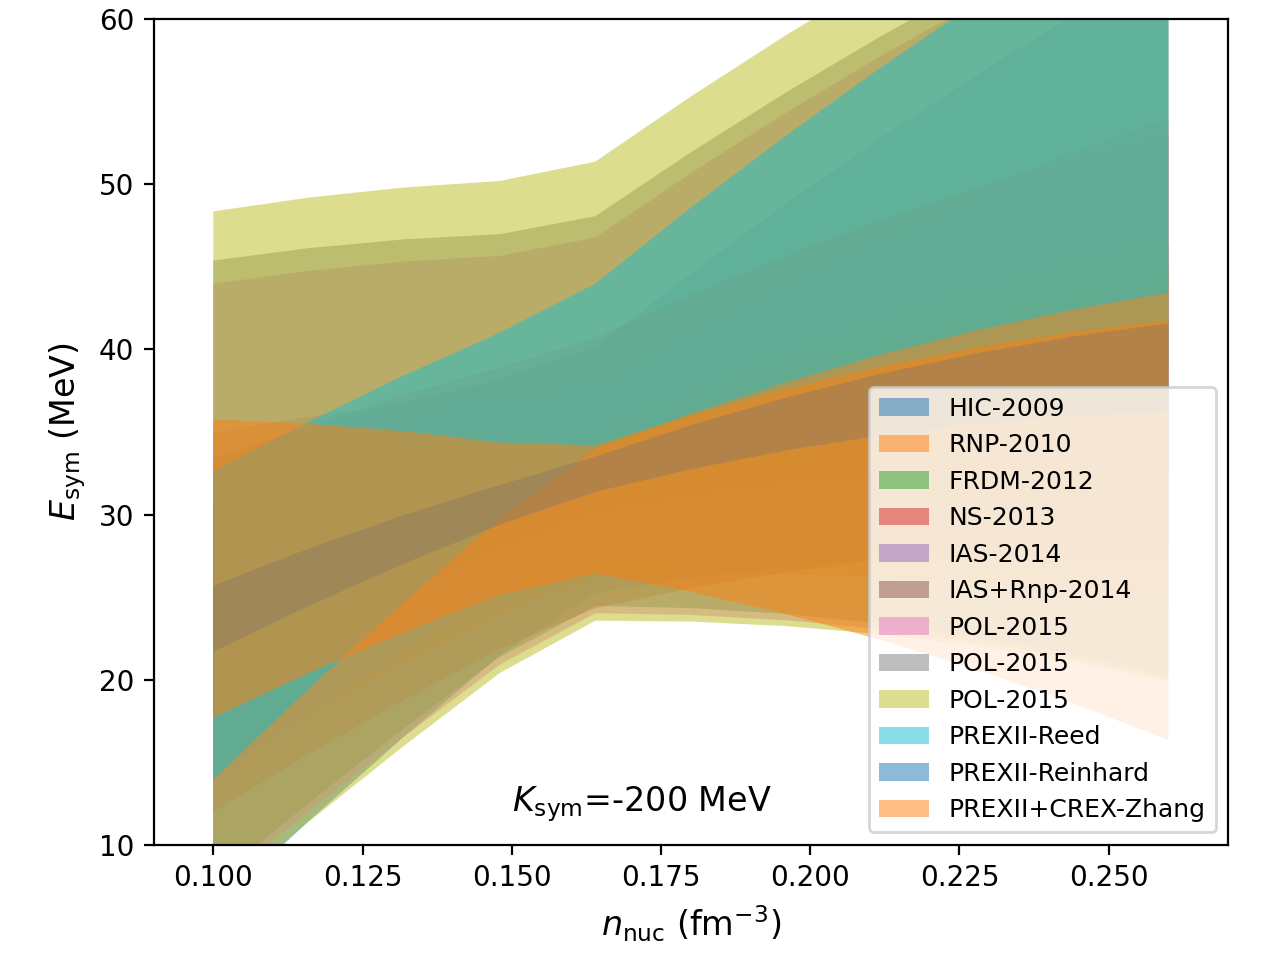 60
50
40
30
20
10
E_sym (MeV)
HIC-2009
RNP-2010
FRDM-2012
NS-2013
IAS-2014
IAS+Rnp-2014
POL-2015
POL-2015
POL-2015
PREXII-Reed
PREXII-Reinhard
PREXII+CREX-Zhang
K_sym=-200 MeV
0.100 0.125 0.150 0.175 0.200 0.225 0.250
n_nuc (fm⁻³)